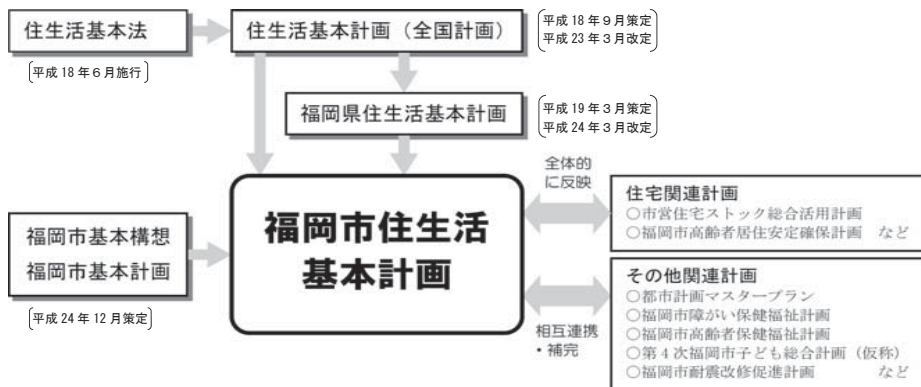 住生活基本法
〔平成18年6月施行〕
住生活基本計画（全国計画）
平成18年9月策定
平成23年3月改定
福岡県住生活基本計画
平成19年3月策定
平成24年3月改定
福岡市基本構想
福岡市基本計画
〔平成24年12月策定〕
福岡市住生活
基本計画
全体的
に反映
住宅関連計画
○市営住宅ストック総合活用計画
○福岡市高齢者居住安定確保計画　など
相互連携
・補完
その他関連計画
○都市計画マスタープラン
○福岡市障がい保健福祉計画
○福岡市高齢者保健福祉計画
○第４次福岡市子ども総合計画（仮称）
○福岡市耐震改修促進計画　など